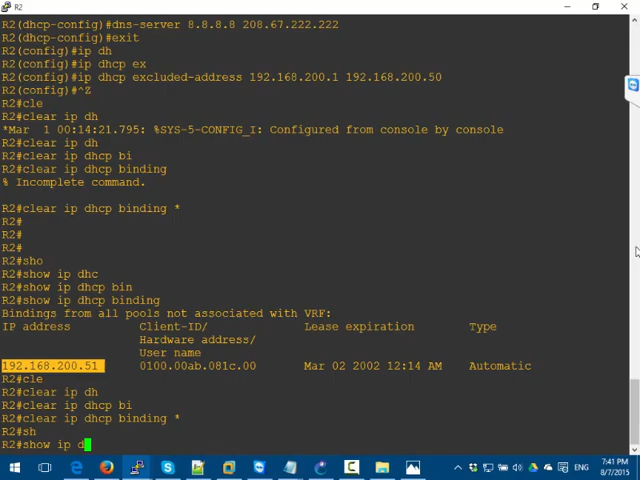 R2
R2(dhcp-config)#dns-server 8.8.8.8 208.67.222.222
R2(dhcp-config)#exit
R2(config)#ip dh
R2(config)#ip dhcp ex
R2(config)#ip dhcp excluded-address 192.168.200.1 192.168.200.50
R2(config)#^Z
R2#cle
R2#clear ip dh
*Mar  1 00:14:21.795: %SYS-5-CONFIG_I: Configured from console by console
R2#clear ip dh
R2#clear ip dhcp bi
R2#clear ip dhcp binding
% Incomplete command.
R2#clear ip dhcp binding *
R2#
R2#
R2#
R2#sho
R2#show ip dhc
R2#show ip dhcp bin
R2#show ip dhcp binding
Bindings from all pools not associated with VRF:
IP address Client-ID/ Lease expiration Type
Hardware address/
User name
192.168.200.51 0100.00ab.081c.00 Mar 02 2002 12:14 AM Automatic
R2#cle
R2#clear ip dh
R2#clear ip dhcp bi
R2#clear ip dhcp binding *
R2#sh
R2#show ip d
ENG
7:41 PM
8/7/2015